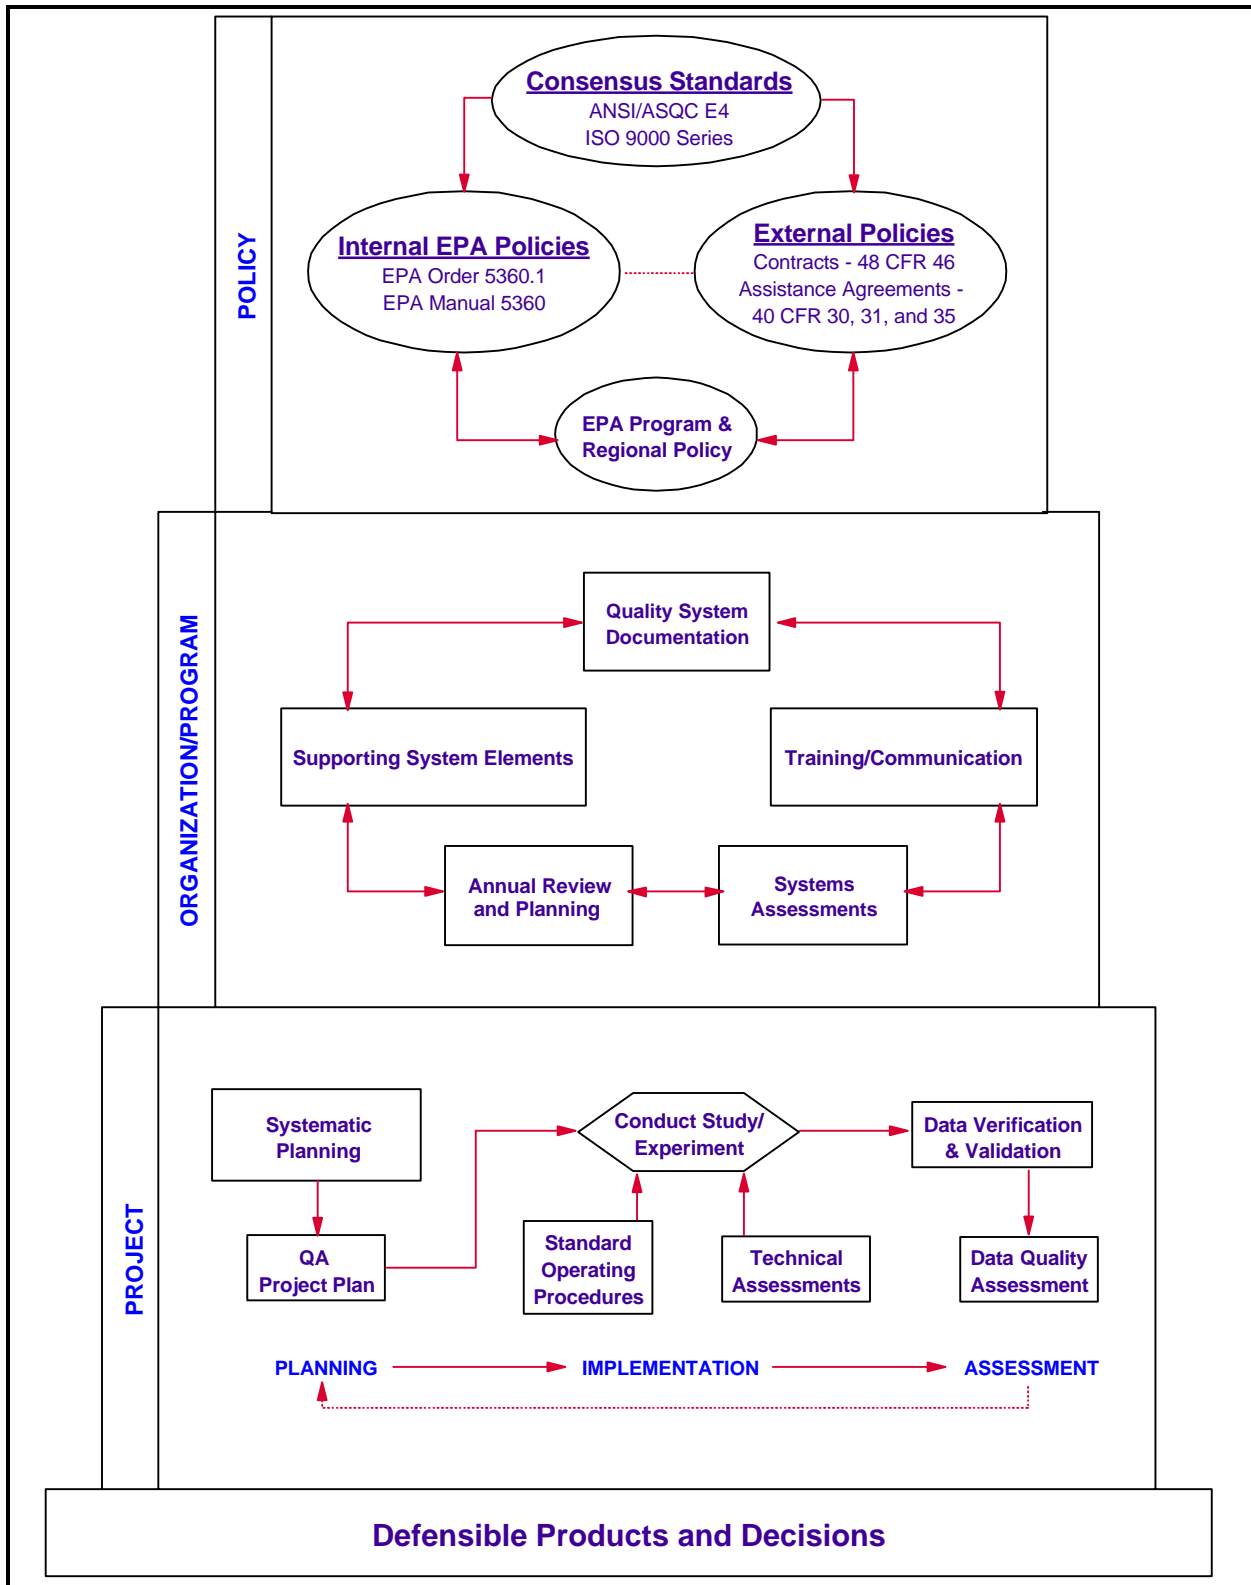 POLICY
Consensus Standards
ANSI/ASQC E4
ISO 9000 Series
Internal EPA Policies
EPA Order 5360.1
EPA Manual 5360
External Policies
Contracts - 48 CFR 46
Assistance Agreements -
40 CFR 30, 31, and 35
EPA Program &
Regional Policy
ORGANIZATION/PROGRAM
Quality System
Documentation
Supporting System Elements
Training/Communication
Annual Review
and Planning
Systems
Assessments
PROJECT
Systematic
Planning
Conduct Study/
Experiment
Data Verification
& Validation
QA
Project Plan
Standard
Operating
Procedures
Technical
Assessments
Data Quality
Assessment
PLANNING
IMPLEMENTATION
ASSESSMENT
Defensible Products and Decisions